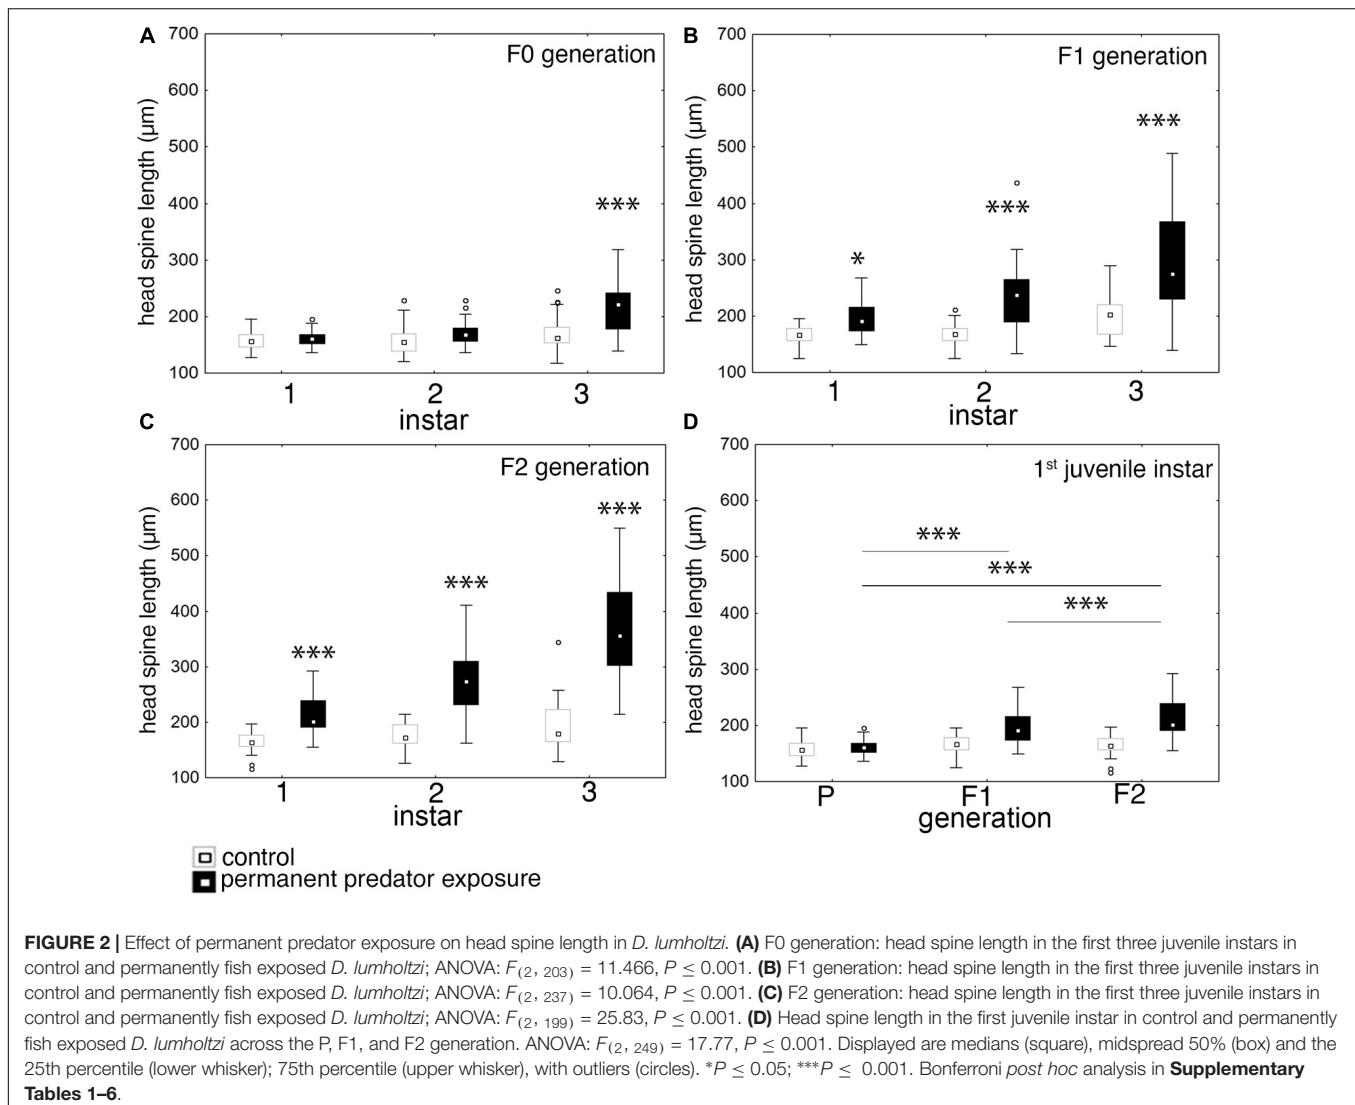 A
F0 generation
head spine length (µm)
700
600
500
400
300
200
100
***
1 2 3
instar
B
F1 generation
head spine length (µm)
700
600
500
400
300
200
100
*
***
***
1 2 3
instar
C
F2 generation
head spine length (µm)
700
600
500
400
300
200
100
***
***
***
1 2 3
instar
D
1st juvenile instar
head spine length (µm)
700
600
500
400
300
200
100
***
***
***
P F1 F2
generation
control
permanent predator exposure
FIGURE 2 | Effect of permanent predator exposure on head spine length in D. lumholtzi. (A) F0 generation: head spine length in the first three juvenile instars in
control and permanently fish exposed D. lumholtzi; ANOVA: F(2, 203) = 11.466, P ≤ 0.001. (B) F1 generation: head spine length in the first three juvenile instars in
control and permanently fish exposed D. lumholtzi; ANOVA: F(2, 237) = 10.064, P ≤ 0.001. (C) F2 generation: head spine length in the first three juvenile instars in
control and permanently fish exposed D. lumholtzi; ANOVA: F(2, 199) = 25.83, P ≤ 0.001. (D) Head spine length in the first juvenile instar in control and permanently
fish exposed D. lumholtzi across the P, F1, and F2 generation. ANOVA: F(2, 249) = 17.77, P ≤ 0.001. Displayed are medians (square), midspread 50% (box) and the
25th percentile (lower whisker); 75th percentile (upper whisker), with outliers (circles). *P ≤ 0.05; ***P ≤ 0.001. Bonferroni post hoc analysis in Supplementary
Tables 1–6.